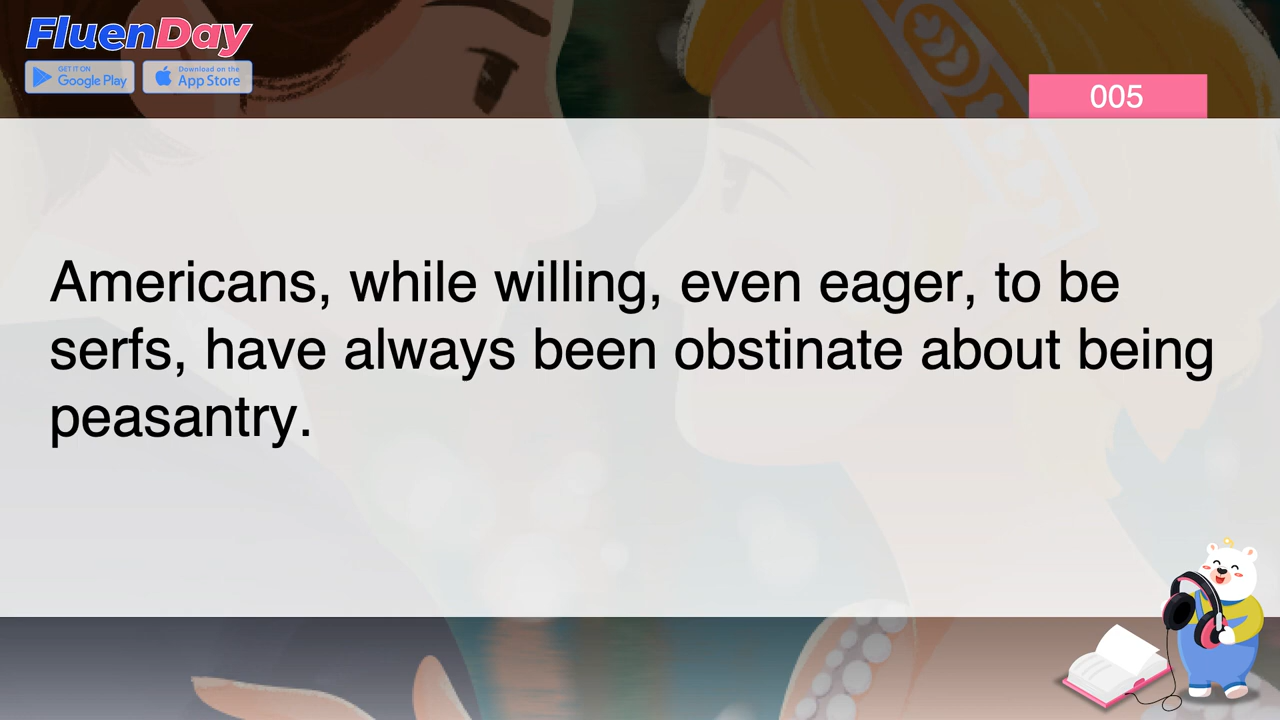 FluenDay
GET IT ON
Google Play
Download on the
App Store
005
Americans, while willing, even eager, to be
serfs, have always been obstinate about being
peasantry.